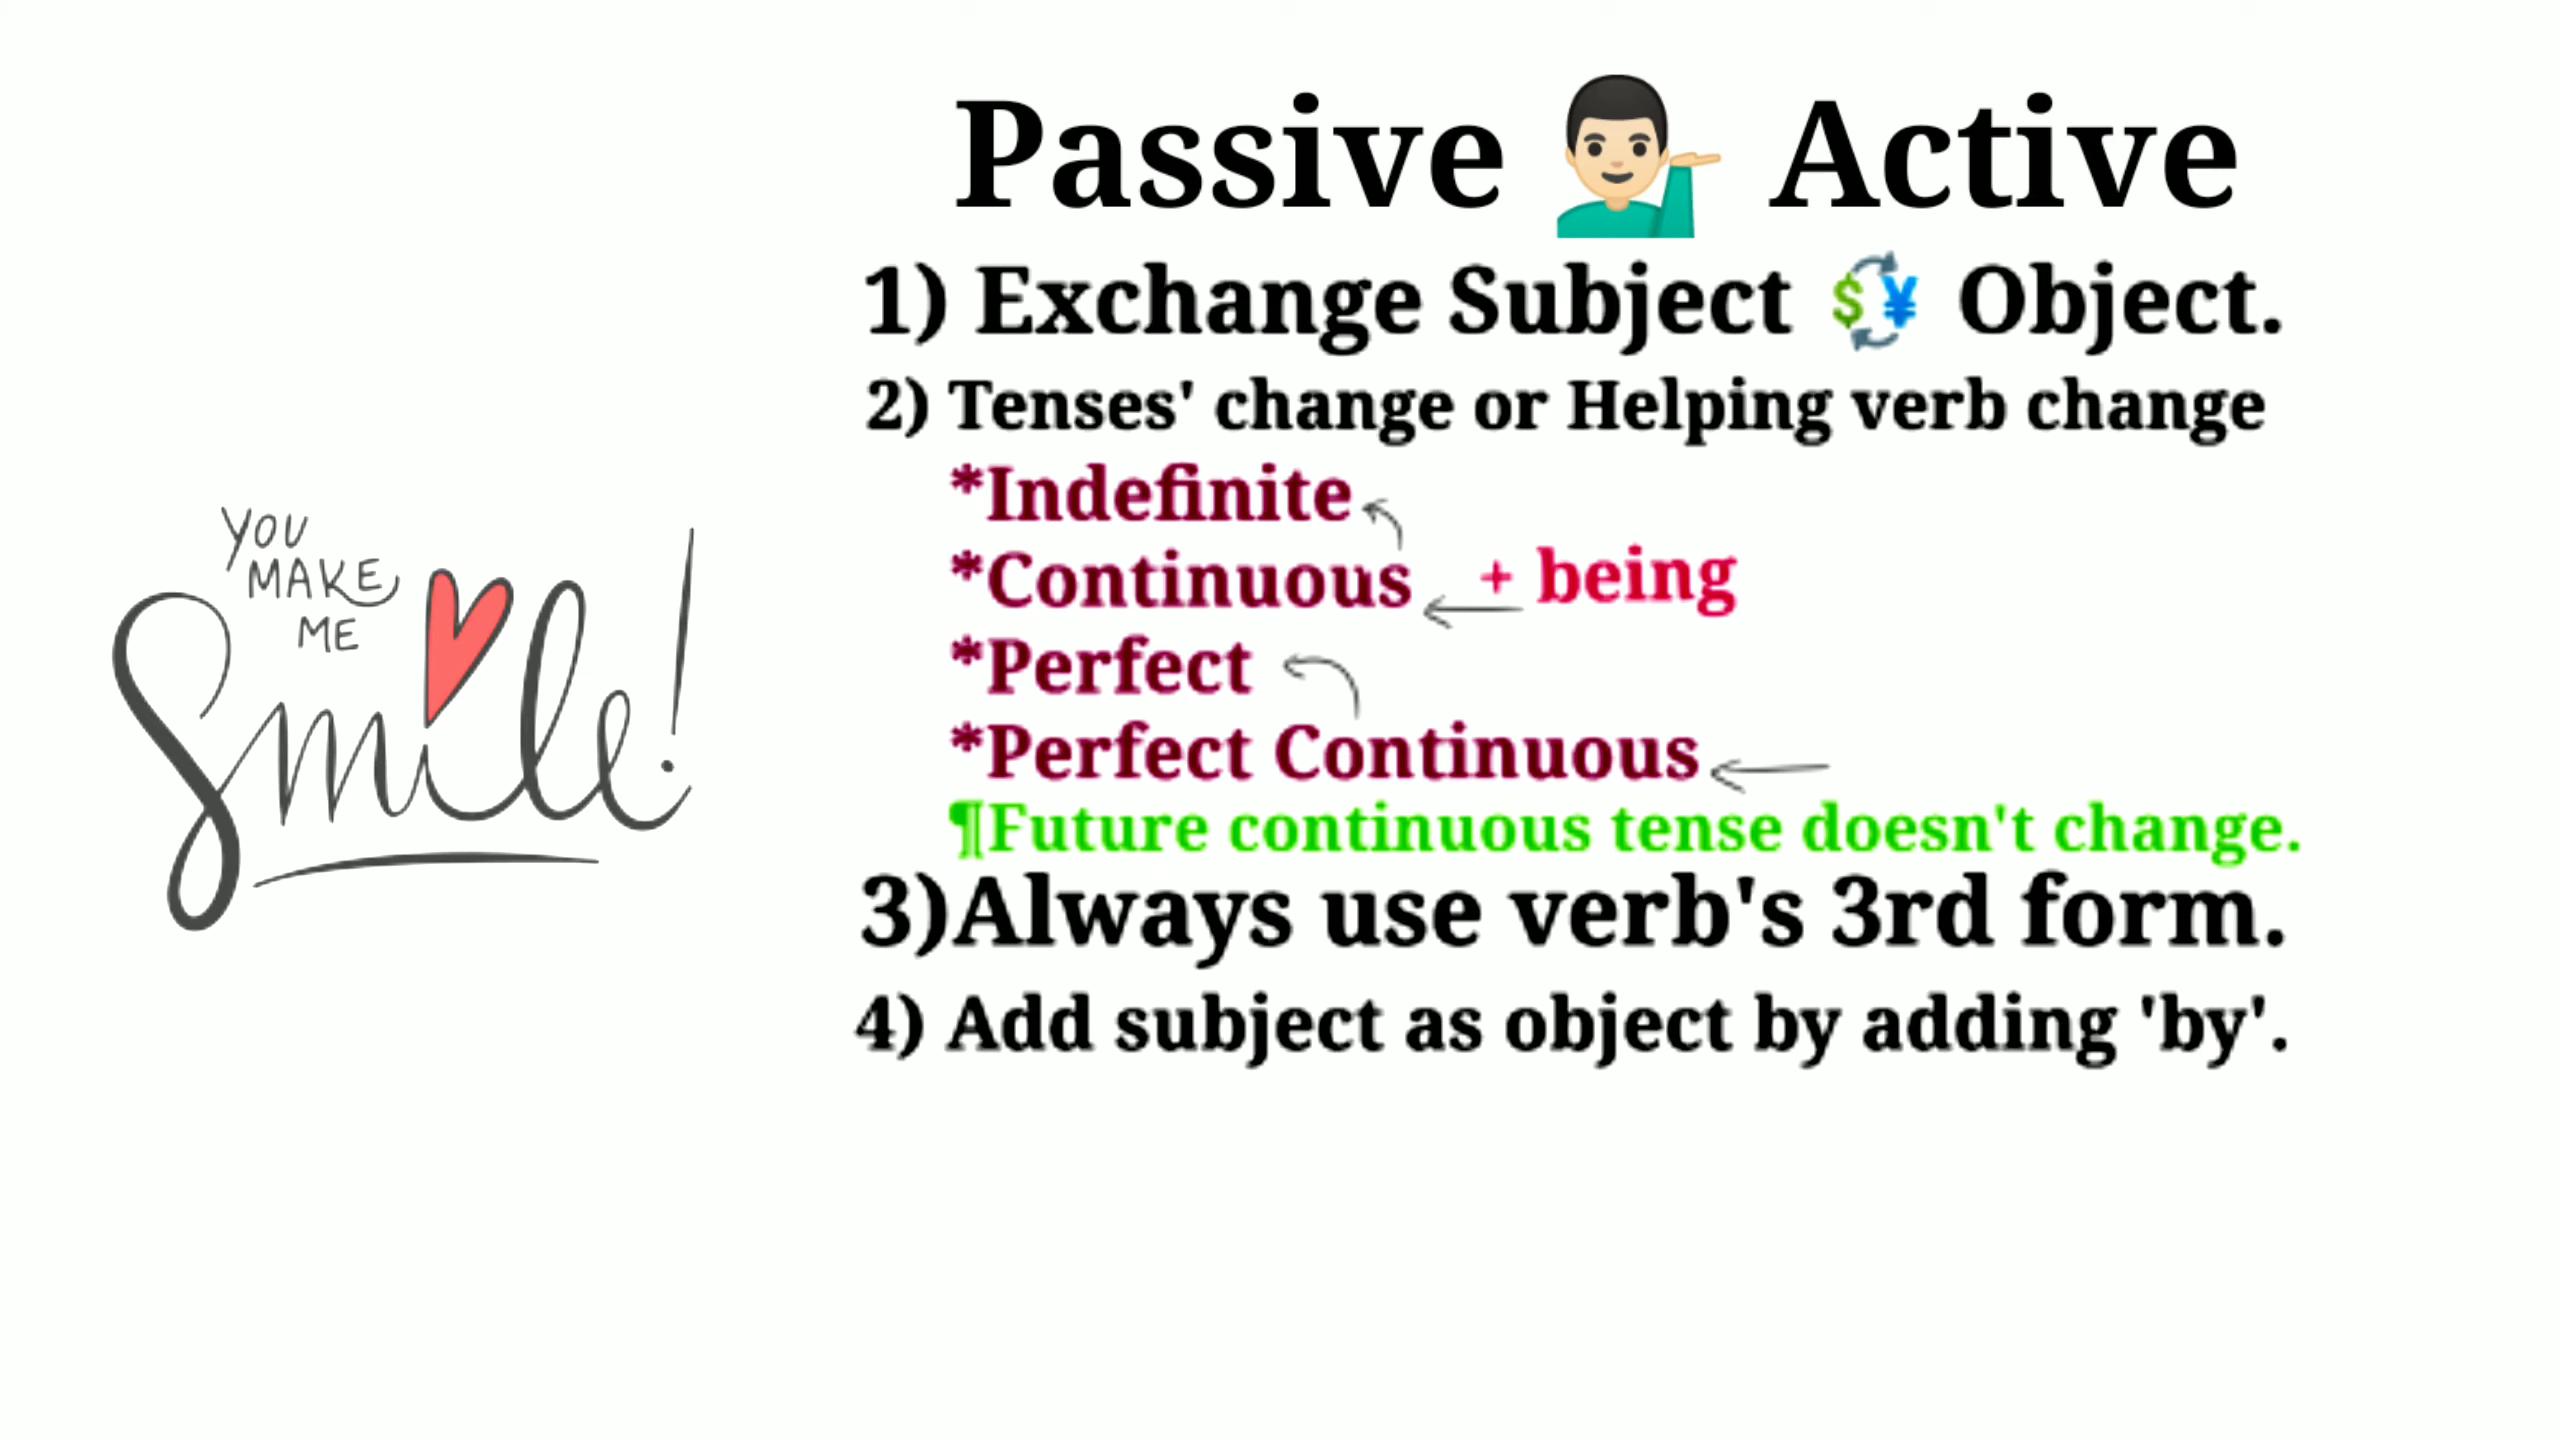 YOU
MAKE
ME
Smile!
Passive Active
1) Exchange Subject $¥ Object.
2) Tenses' change or Helping verb change
*Indefinite
*Continuous + being
*Perfect
*Perfect Continuous
¶Future continuous tense doesn't change.
3)Always use verb's 3rd form.
4) Add subject as object by adding 'by'.